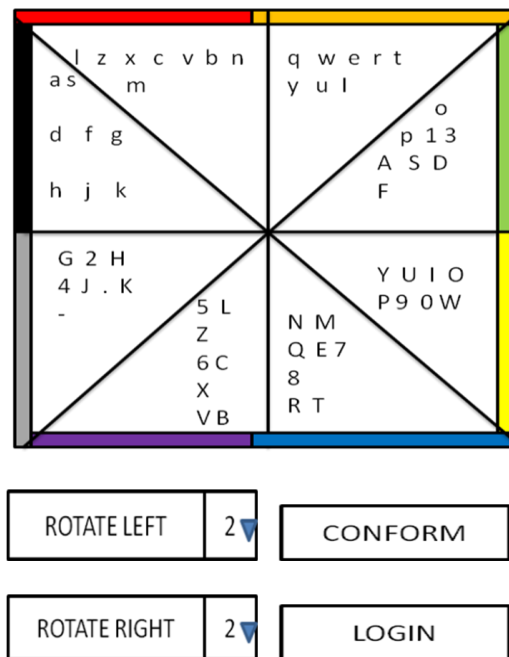 l z x c v b n
m
q w e r t
y u l
a s
d f g
h j k
o
p 1 3
A S D
F
G 2 H
4 J . K
-
5 L
Z
6 C
X
V B
N M
Q E 7
8
R T
Y U I O
P 9 0 W
ROTATE LEFT 2
CONFORM
ROTATE RIGHT 2
LOGIN